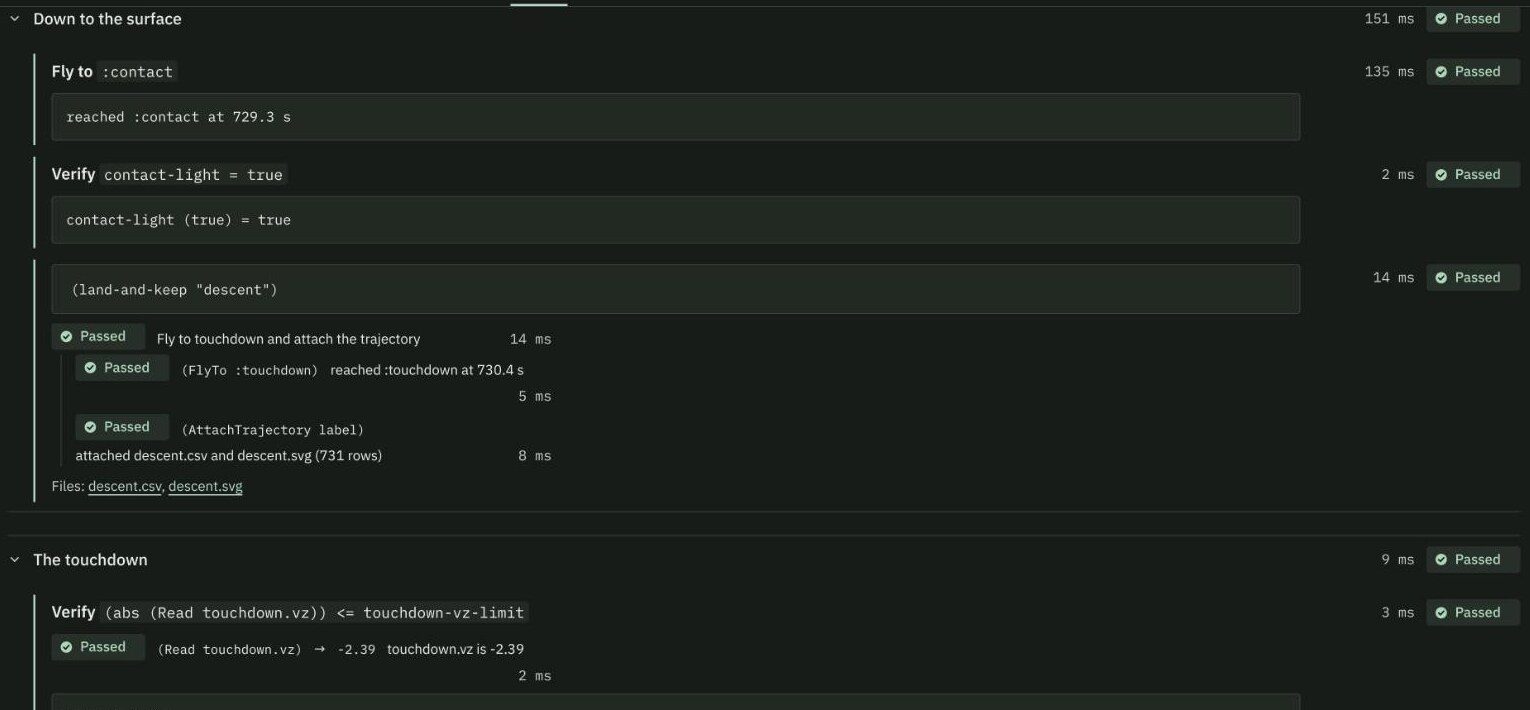 Down to the surface 151 ms Passed
Fly to :contact 135 ms Passed
reached :contact at 729.3 s
Verify contact-light = true 2 ms Passed
contact-light (true) = true
(land-and-keep "descent") 14 ms Passed
Passed Fly to touchdown and attach the trajectory 14 ms
Passed (FlyTo :touchdown) reached :touchdown at 730.4 s
5 ms
Passed (AttachTrajectory label)
attached descent.csv and descent.svg (731 rows) 8 ms
Files: descent.csv, descent.svg
The touchdown 9 ms Passed
Verify (abs (Read touchdown.vz)) <= touchdown-vz-limit 3 ms Passed
Passed (Read touchdown.vz) → -2.39 touchdown.vz is -2.39
2 ms